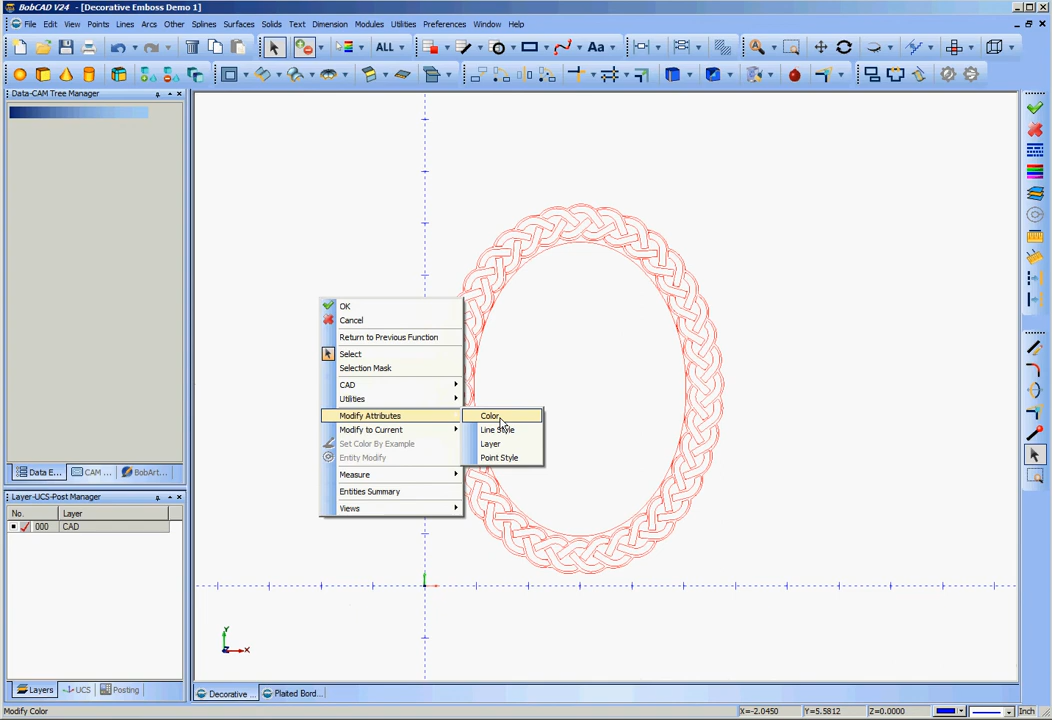 BobCAD V24 - [Decorative Emboss Demo 1]
File Edit View Points Lines Arcs Other Splines Surfaces Solids Text Dimension Modules Utilities Preferences Window Help
ALL Aa
Data-CAM Tree Manager
OK
Cancel
Return to Previous Function
Select
Selection Mask
CAD
Utilities
Modify Attributes
Color
Modify to Current
Line Style
Set Color By Example
Layer
Entity Modify
Point Style
Measure
Entities Summary
Views
Data E... CAM ... BobArt...
Layer-UCS-Post Manager
No. Layer
000 CAD
Y
Z X
Layers UCS Posting
Decorative ... Plaited Bord...
Modify Color
X=-2.0450 Y=5.5812 Z=0.0000 Inch